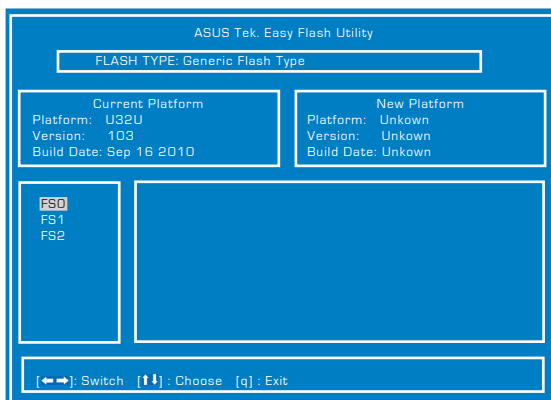 ASUS Tek. Easy Flash Utility
FLASH TYPE: Generic Flash Type
Current Platform
Platform: U32U
Version: 103
Build Date: Sep 16 2010
New Platform
Platform: Unkown
Version: Unkown
Build Date: Unkown
FS0
FS1
FS2
[←→]: Switch [↑↓] : Choose [q] : Exit